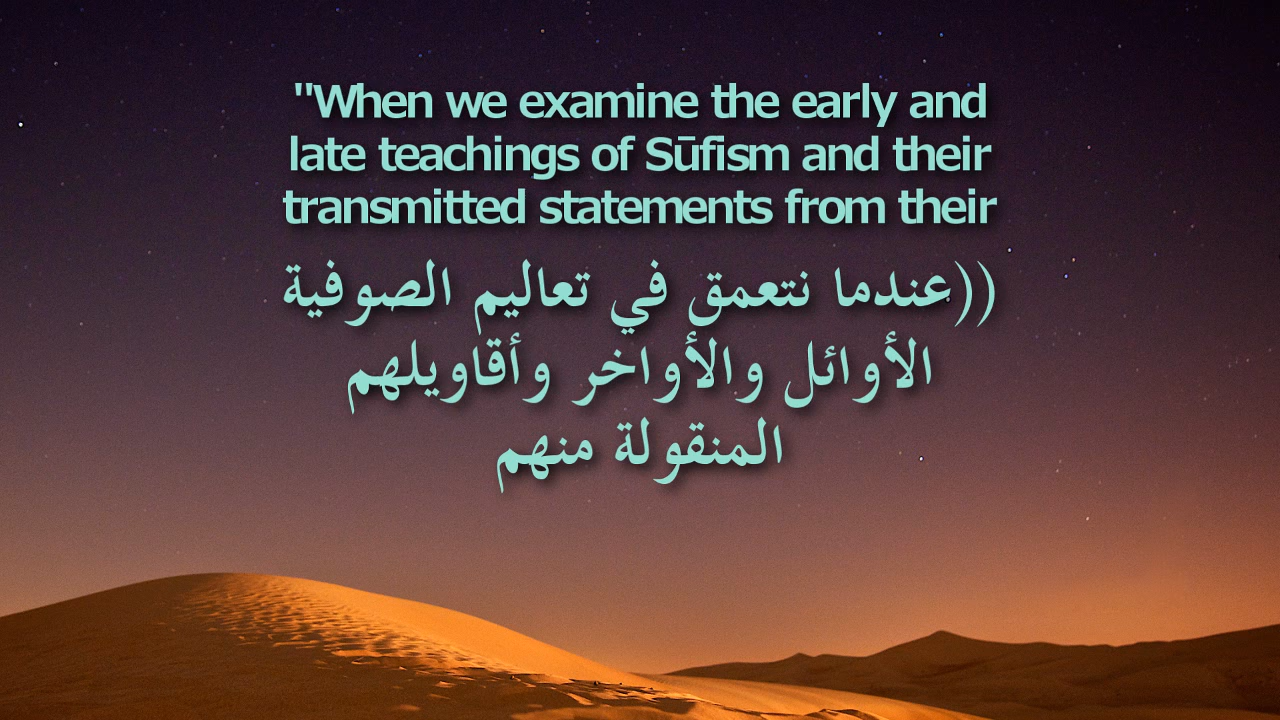 "When we examine the early and
late teachings of Sūfism and their
transmitted statements from their
((عندما نتعمق في تعاليم الصوفية
الأوائل والأواخر وأقاويلهم
المنقولة منهم